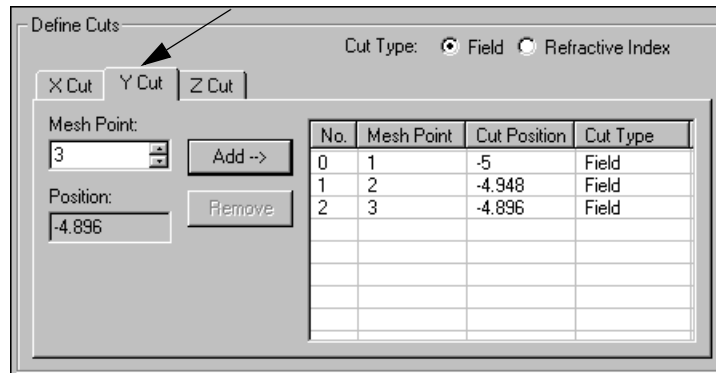 Define Cuts
Cut Type: Field Refractive Index
X Cut Y Cut Z Cut
Mesh Point:
3
Add -->
Position:
-4.896
Remove
No. Mesh Point Cut Position Cut Type
0 1 -5 Field
1 2 -4.948 Field
2 3 -4.896 Field